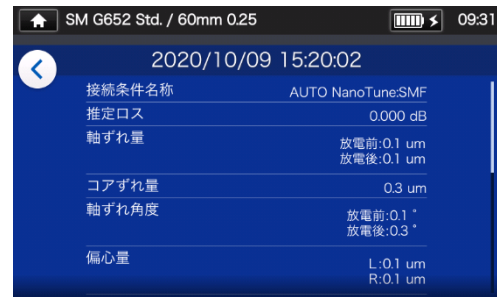 SM G652 Std. / 60mm 0.25 09:31
2020/10/09 15:20:02
接続条件名称 AUTO NanoTune:SMF
推定ロス 0.000 dB
軸ずれ量 放電前:0.1 um
放電後:0.1 um
コアずれ量 0.3 um
軸ずれ角度 放電前:0.1 °
放電後:0.3 °
偏心量 L:0.1 um
R:0.1 um